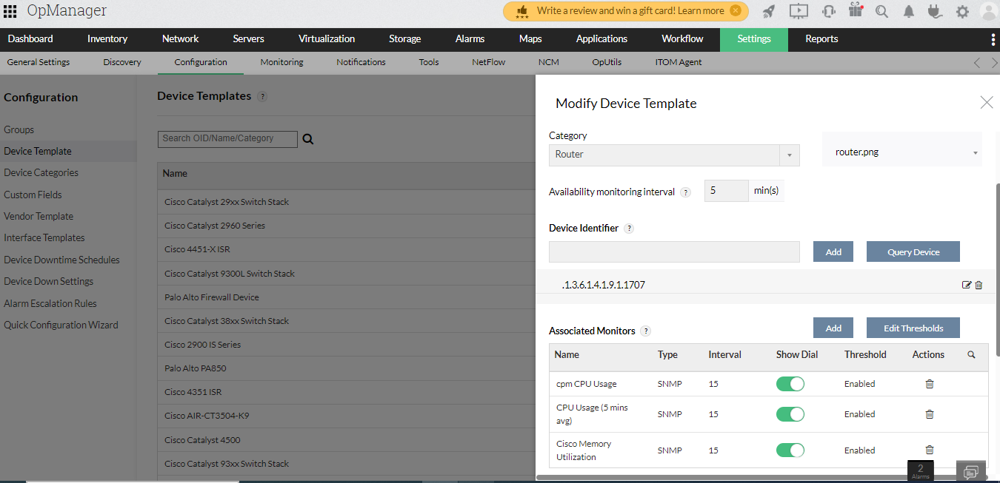 OpManager
Write a review and win a gift card! Learn more
Dashboard Inventory Network Servers Virtualization Storage Alarms Maps Applications Workflow Settings Reports
General Settings Discovery Configuration Monitoring Notifications Tools NetFlow NCM OpUtils ITOM Agent
Configuration
Groups
Device Template
Device Categories
Custom Fields
Vendor Template
Interface Templates
Device Downtime Schedules
Device Down Settings
Alarm Escalation Rules
Quick Configuration Wizard
Device Templates ?
Search OID/Name/Category
Name
Cisco Catalyst 29xx Switch Stack
Cisco Catalyst 2960 Series
Cisco 4451-X ISR
Cisco Catalyst 9300L Switch Stack
Palo Alto Firewall Device
Cisco Catalyst 38xx Switch Stack
Cisco 2900 IS Series
Palo Alto PA850
Cisco 4351 ISR
Cisco AIR-CT3504-K9
Cisco Catalyst 4500
Cisco Catalyst 93xx Switch Stack
Modify Device Template
Category
Router
router.png
Availability monitoring interval ? 5 min(s)
Device Identifier ?
Add Query Device
.1.3.6.1.4.1.9.1.1707
Associated Monitors ? Add Edit Thresholds
Name Type Interval Show Dial Threshold Actions
cpm CPU Usage SNMP 15 Enabled
CPU Usage (5 mins
avg) SNMP 15 Enabled
Cisco Memory
Utilization SNMP 15 Enabled
2
Alarms